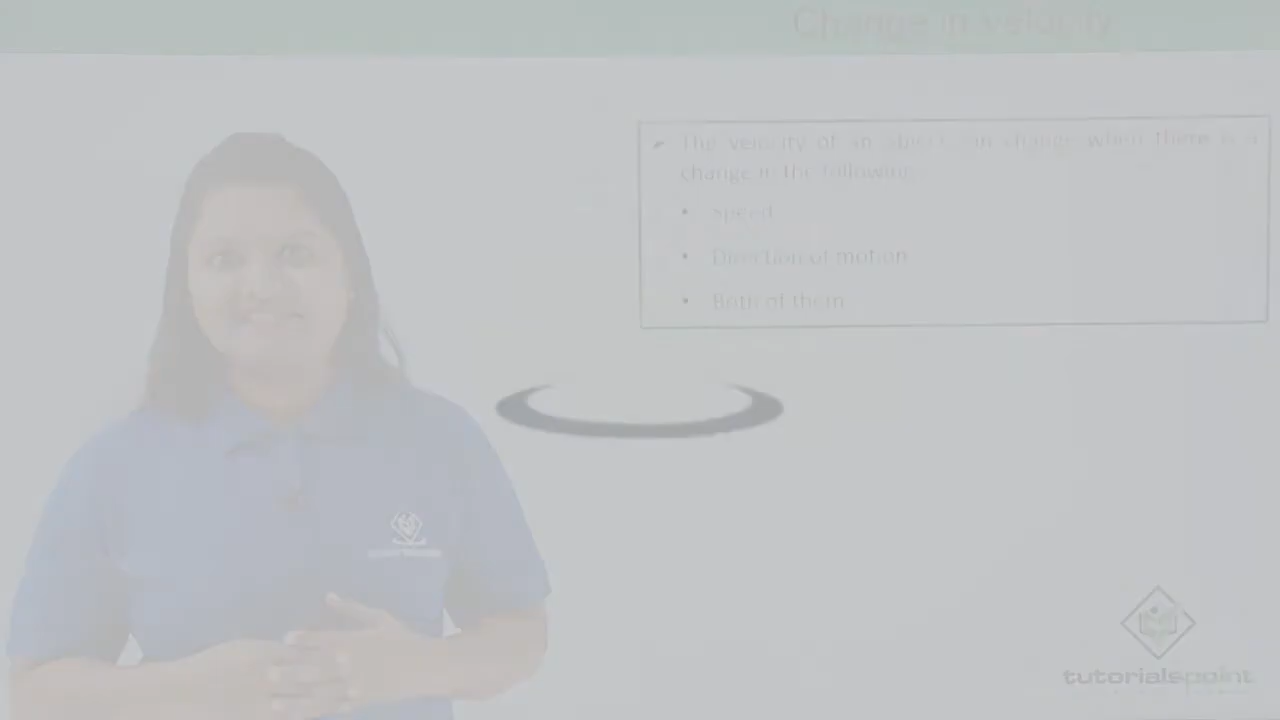 Change in Velocity
The velocity of an object can change when there is a
change in the following:
• Speed
• Direction of motion
• Both of them
tutorialspoint